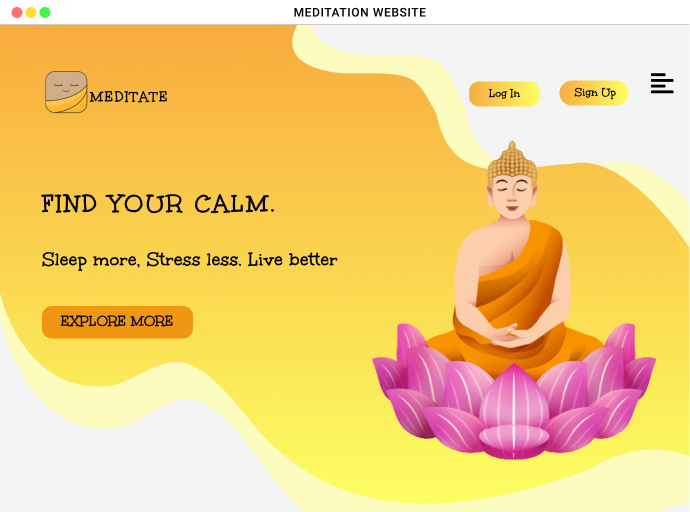 MEDITATION WEBSITE
MEDITATE
Log In
Sign Up
FIND YOUR CALM.
Sleep more, Stress less. Live better
EXPLORE MORE